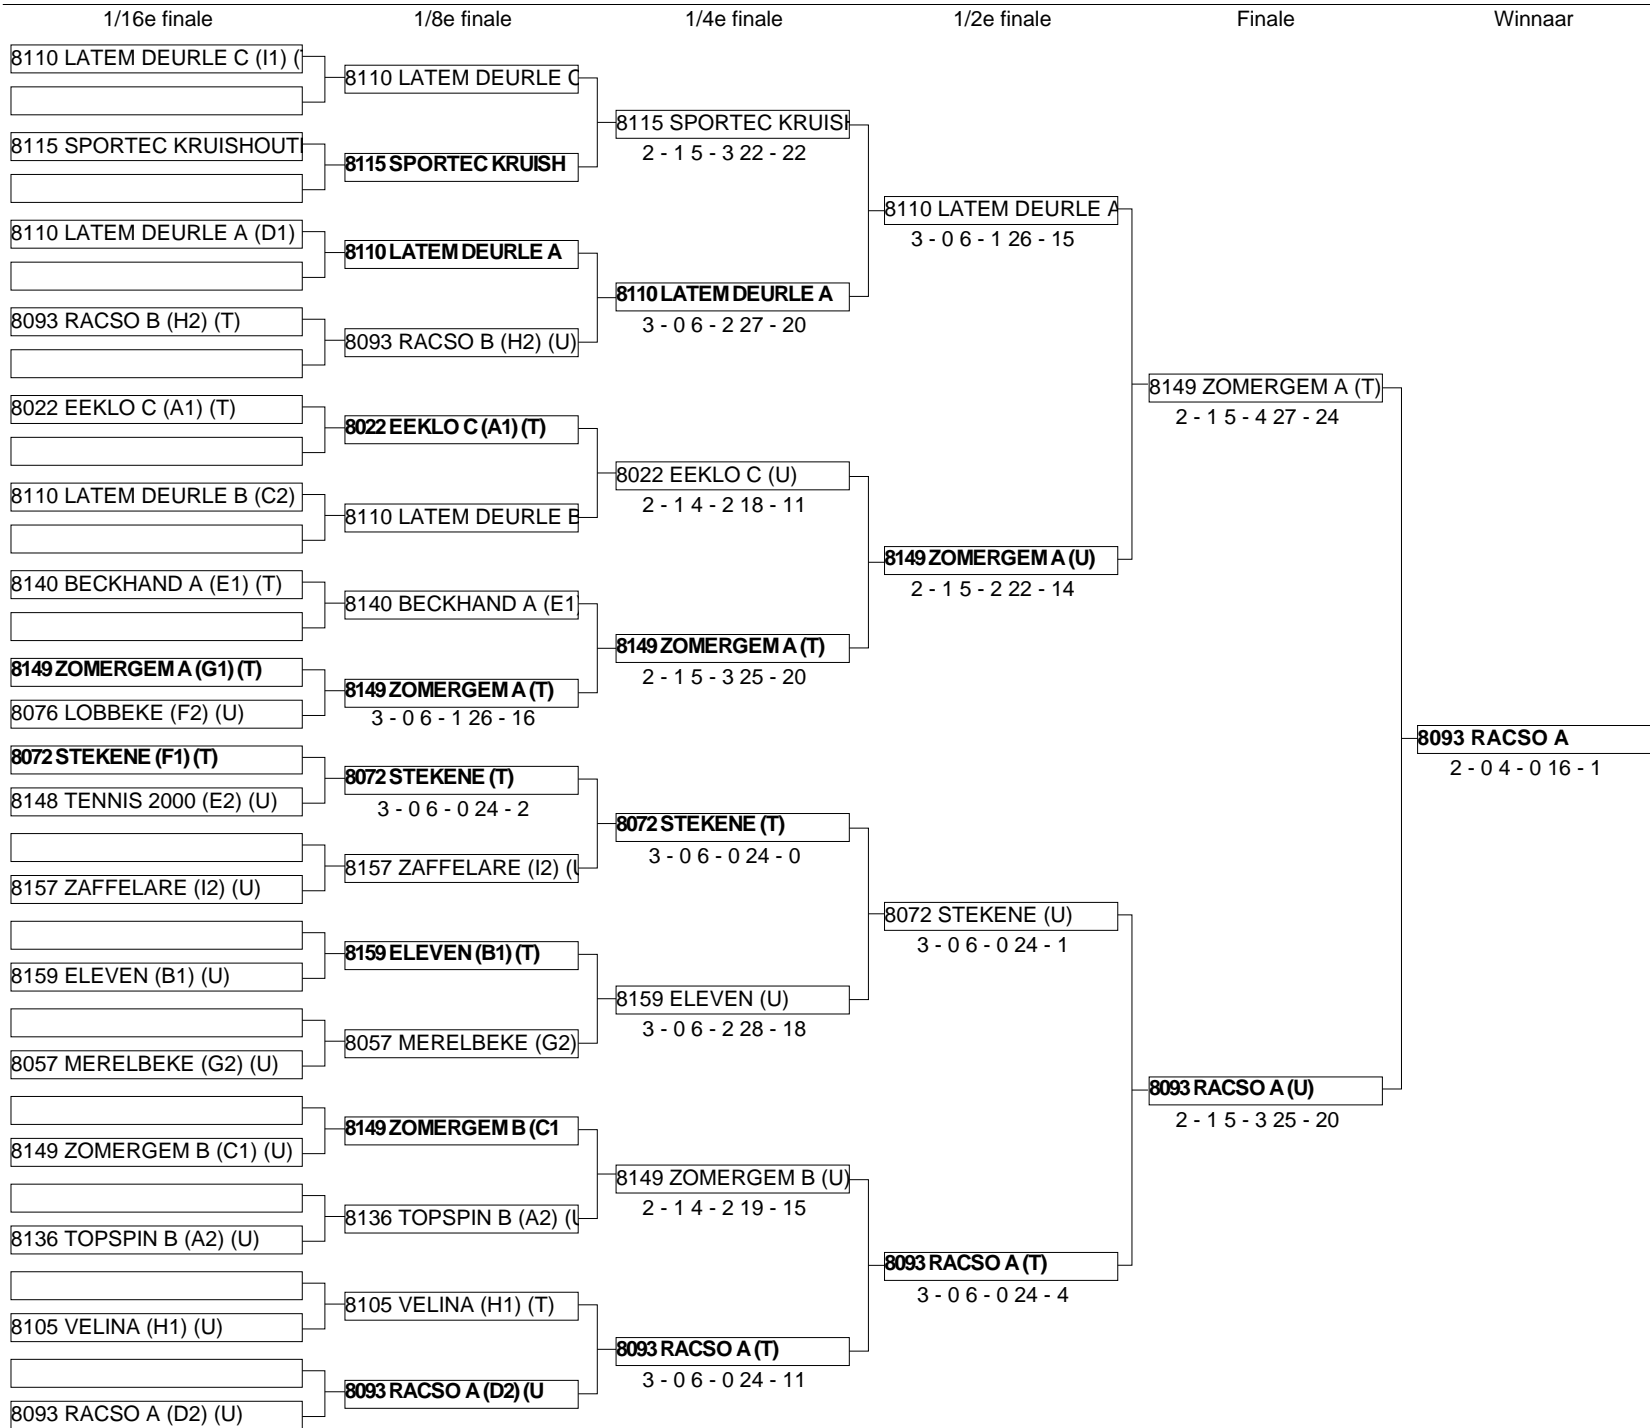 1/16e finale
1/8e finale
1/4e finale
1/2e finale
Finale
Winnaar
8110 LATEM DEURLE C (I1) (
8115 SPORTEC KRUISHOUT
8110 LATEM DEURLE A (D1)
8093 RACSO B (H2) (T)
8022 EEKLO C (A1) (T)
8110 LATEM DEURLE B (C2)
8140 BECKHAND A (E1) (T)
8149 ZOMERGEM A (G1) (T)
8076 LOBBEKE (F2) (U)
8072 STEKENE (F1) (T)
8148 TENNIS 2000 (E2) (U)
8157 ZAFFELARE (I2) (U)
8159 ELEVEN (B1) (U)
8057 MERELBEKE (G2) (U)
8149 ZOMERGEM B (C1) (U)
8136 TOPSPIN B (A2) (U)
8105 VELINA (H1) (U)
8093 RACSO A (D2) (U)
8110 LATEM DEURLE C
8115 SPORTEC KRUISH
8110 LATEM DEURLE A
8093 RACSO B (H2) (U)
8022 EEKLO C (A1) (T)
8110 LATEM DEURLE B
8140 BECKHAND A (E1)
8149 ZOMERGEM A (T)
3 - 0 6 - 1 26 - 16
8072 STEKENE (T)
3 - 0 6 - 0 24 - 2
8157 ZAFFELARE (I2) (U
8159 ELEVEN (B1) (T)
8057 MERELBEKE (G2)
8149 ZOMERGEM B (C1
8136 TOPSPIN B (A2) (U
8105 VELINA (H1) (T)
8093 RACSO A (D2) (U
8115 SPORTEC KRUISH
2 - 1 5 - 3 22 - 22
8110 LATEM DEURLE A
3 - 0 6 - 2 27 - 20
8022 EEKLO C (U)
2 - 1 4 - 2 18 - 11
8149 ZOMERGEM A (T)
2 - 1 5 - 3 25 - 20
8072 STEKENE (T)
3 - 0 6 - 0 24 - 0
8159 ELEVEN (U)
3 - 0 6 - 2 28 - 18
8149 ZOMERGEM B (U)
2 - 1 4 - 2 19 - 15
8093 RACSO A (T)
3 - 0 6 - 0 24 - 11
8110 LATEM DEURLE A
3 - 0 6 - 1 26 - 15
8149 ZOMERGEM A (U)
2 - 1 5 - 2 22 - 14
8072 STEKENE (U)
3 - 0 6 - 0 24 - 1
8093 RACSO A (T)
3 - 0 6 - 0 24 - 4
8149 ZOMERGEM A (T)
2 - 1 5 - 4 27 - 24
8093 RACSO A (U)
2 - 1 5 - 3 25 - 20
8093 RACSO A
2 - 0 4 - 0 16 - 1